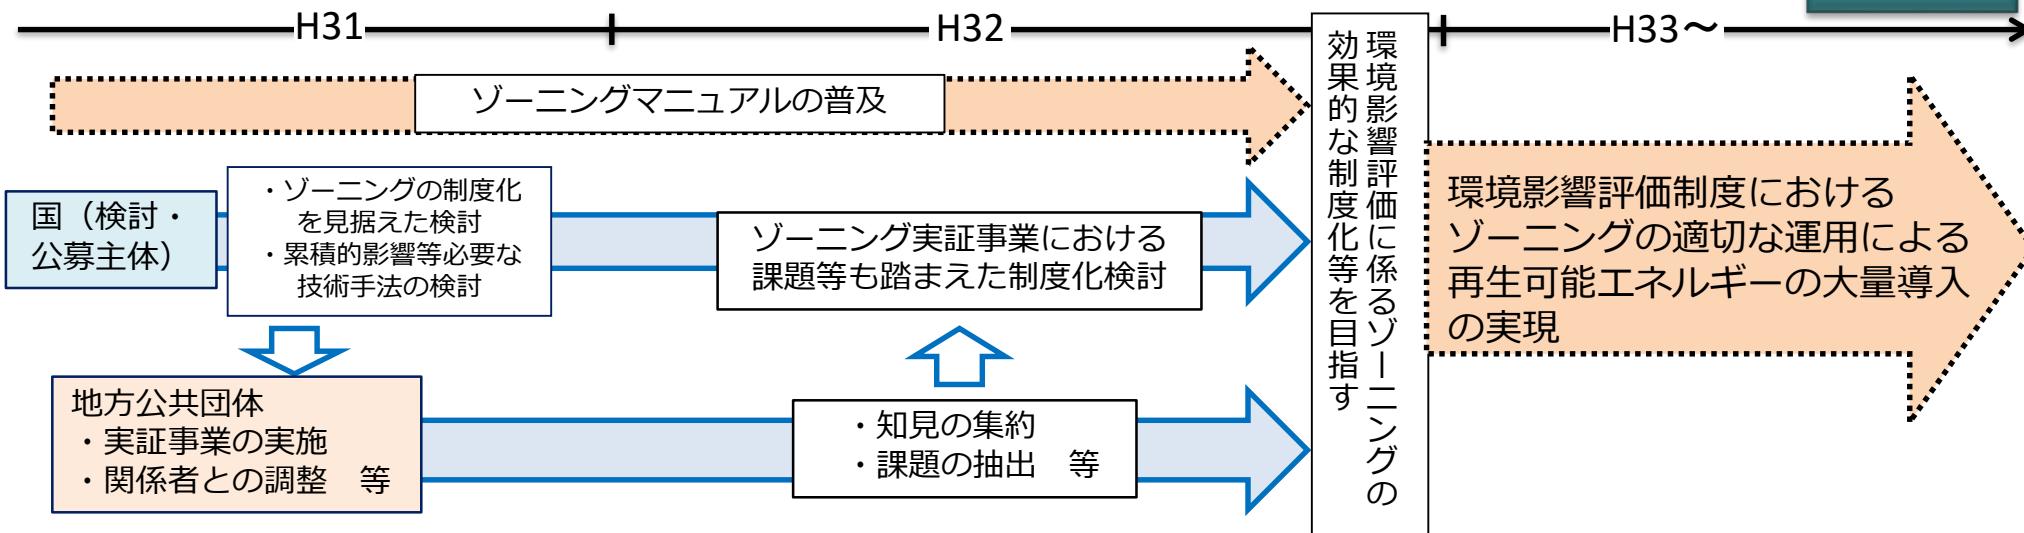 H31
H32
H33～
ゾーニングマニュアルの普及
国（検討・
公募主体）
・ゾーニングの制度化
を見据えた検討
・累積的影響等必要な
技術手法の検討
ゾーニング実証事業における
課題等も踏まえた制度化検討
地方公共団体
・実証事業の実施
・関係者との調整　等
・知見の集約
・課題の抽出　等
環境影響評価に係るゾーニングの
効果的な制度化等を目指す
環境影響評価制度における
ゾーニングの適切な運用による
再生可能エネルギーの大量導入
の実現